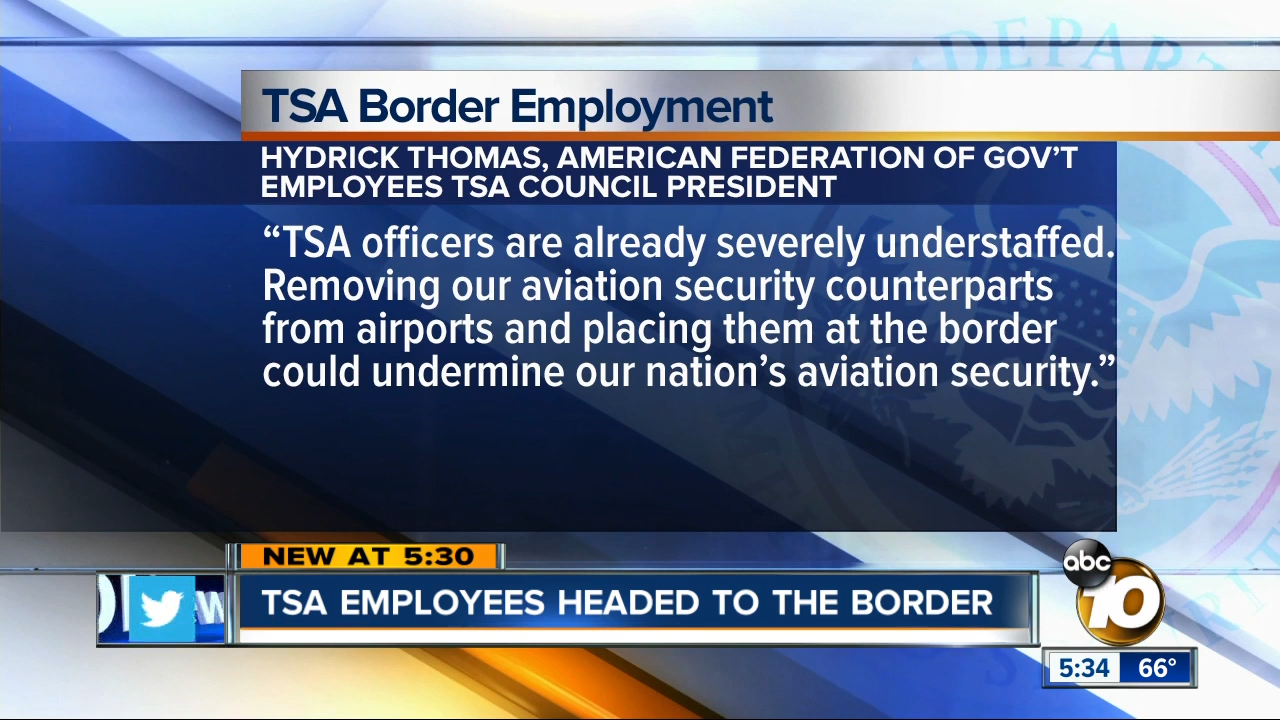 DEPART
TSA Border Employment
HYDRICK THOMAS, AMERICAN FEDERATION OF GOV'T
EMPLOYEES TSA COUNCIL PRESIDENT
“TSA officers are already severely understaffed.
Removing our aviation security counterparts
from airports and placing them at the border
could undermine our nation’s aviation security.”
NEW AT 5:30
TSA EMPLOYEES HEADED TO THE BORDER
abc
10
5:34 66°